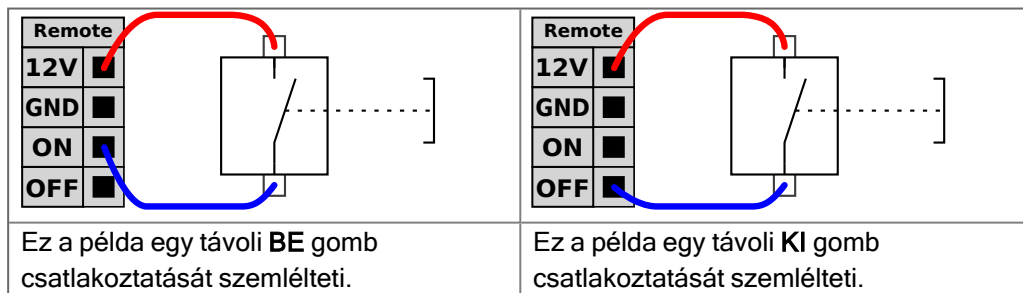 Remote
12V
GND
ON
OFF
Ez a példa egy távoli BE gomb
csatlakoztatását szemlélteti.
Remote
12V
GND
ON
OFF
Ez a példa egy távoli KI gomb
csatlakoztatását szemlélteti.